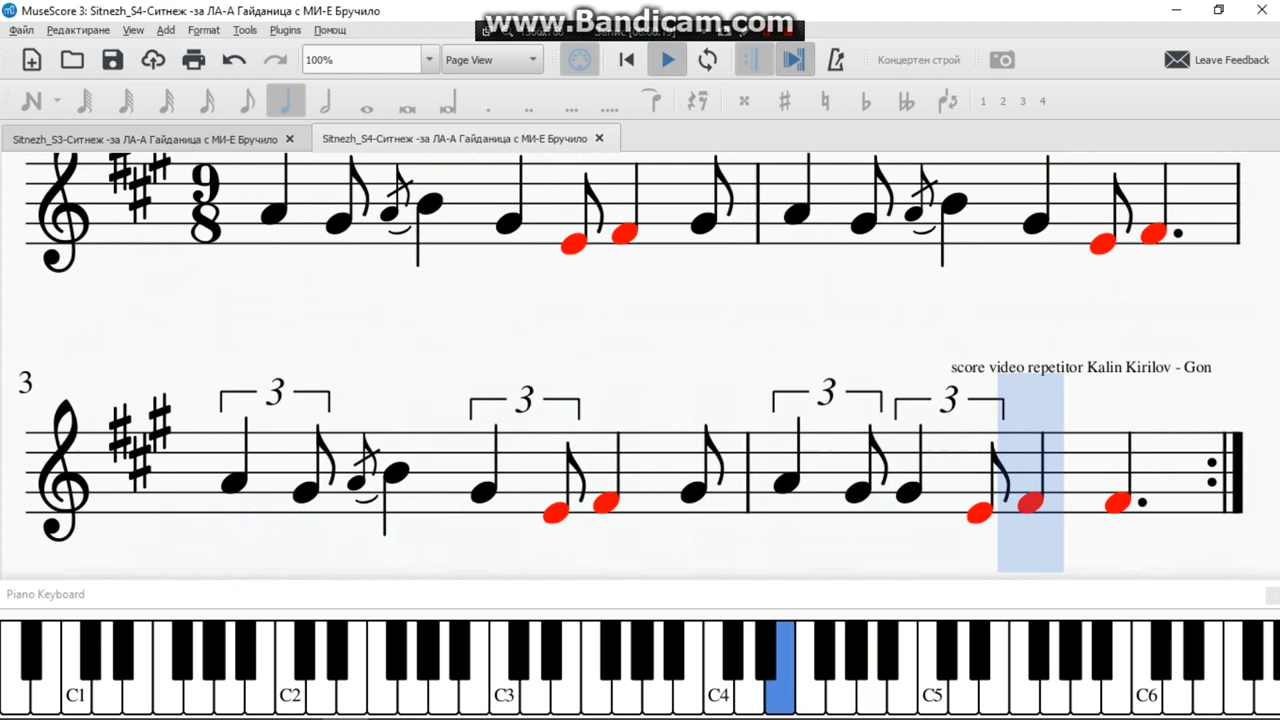 MuseScore 3: Sitnezh_S4-Ситнеж -за ЛА-А Гайданица с МИ-Е Бручило
www.Bandicam.com
Файл Редактиране View Add Format Tools Plugins Помощ
100% Page View Концертен строй Leave Feedback
1 2 3 4
Sitnezh_S3-Ситнеж -за ЛА-А Гайданица с МИ-Е Бручило Sitnezh_S4-Ситнеж -за ЛА-А Гайданица с МИ-Е Бручило
9
8
score video repetitor Kalin Kirilov - Gon
3
3 3 3 3
Piano Keyboard
C1 C2 C3 C4 C5 C6